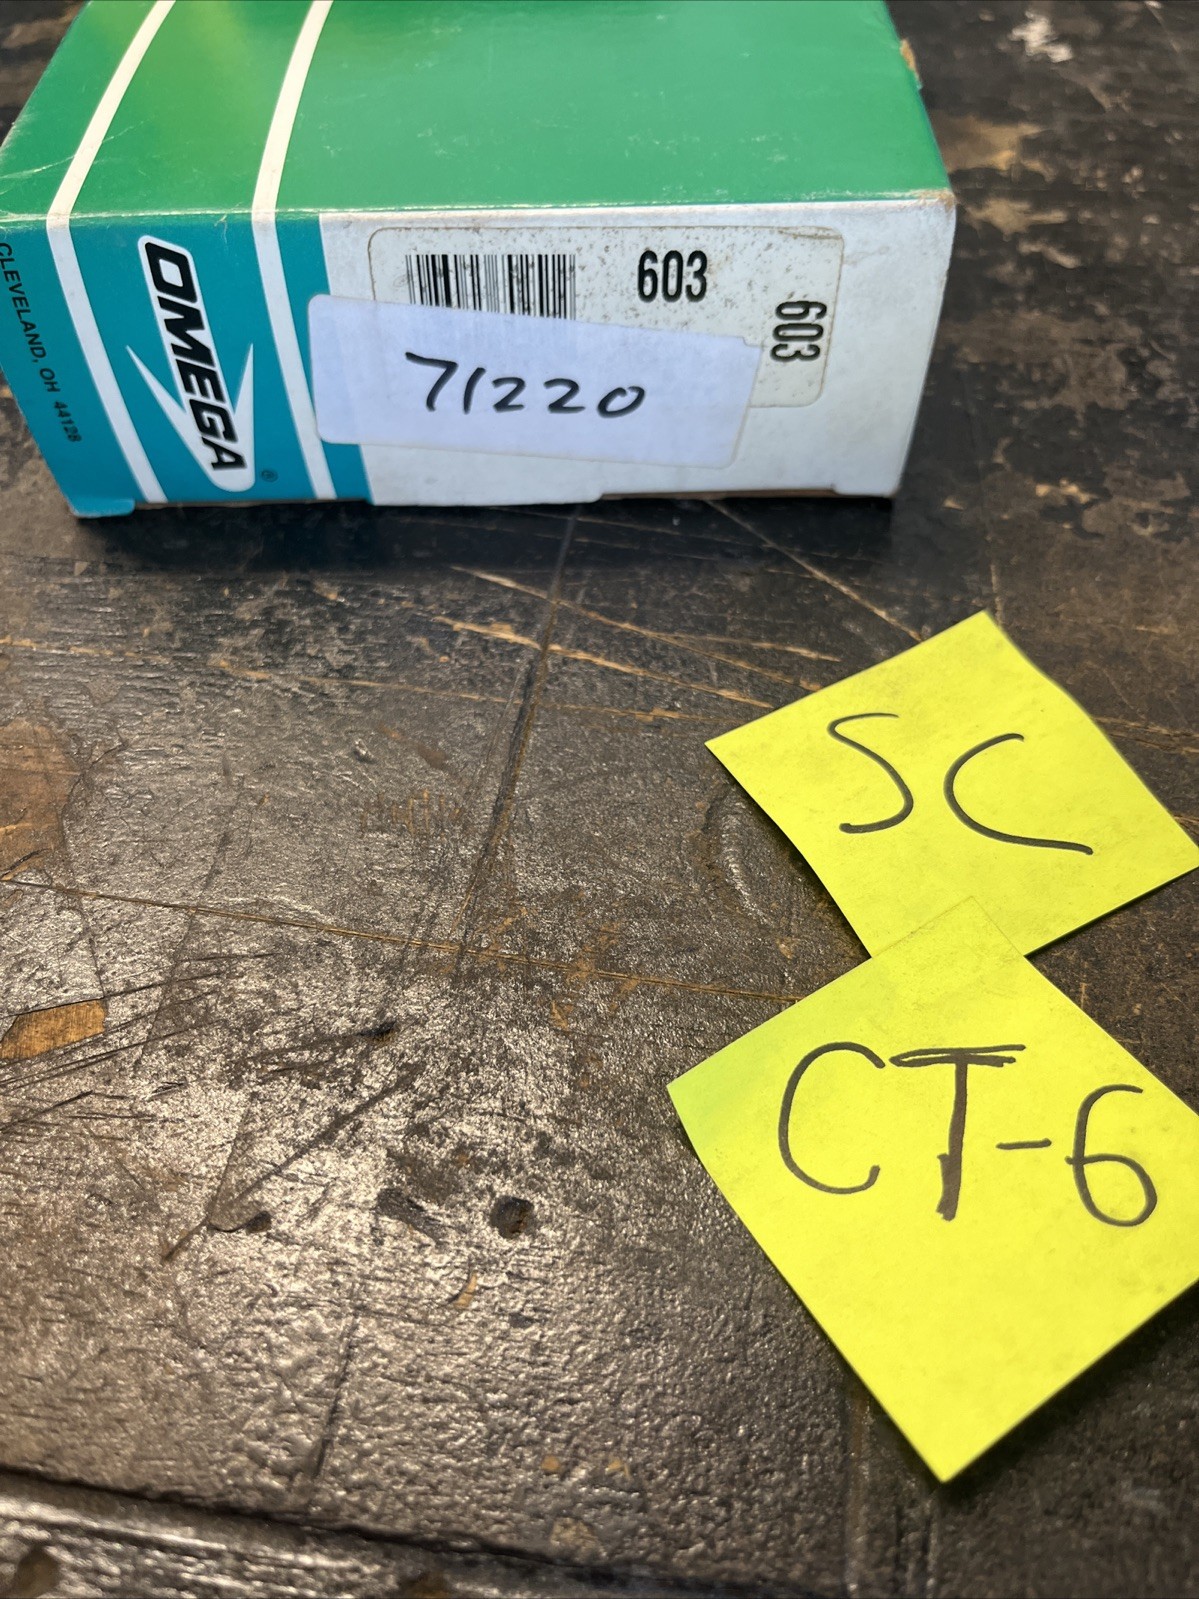 CLEVELAND, OH 44128
OMEGA®
603
603
71220
SC
CT-6